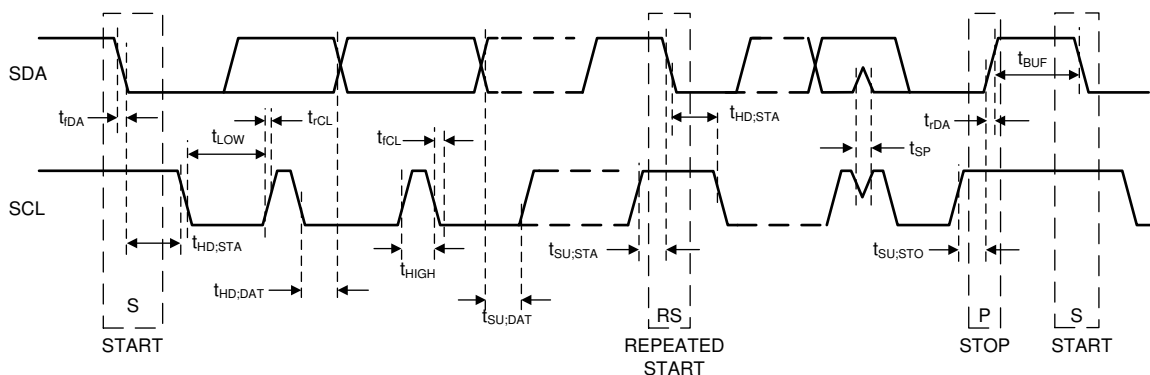 SDA
tfDA
tLOW
trCL
tfCL
tHD;STA
tSP
tBUF
trDA
SCL
tHD;STA
tHD;DAT
tHIGH
tSU;DAT
tSU;STA
tSU;STO
S
RS
P
S
START
REPEATED
START
STOP
START